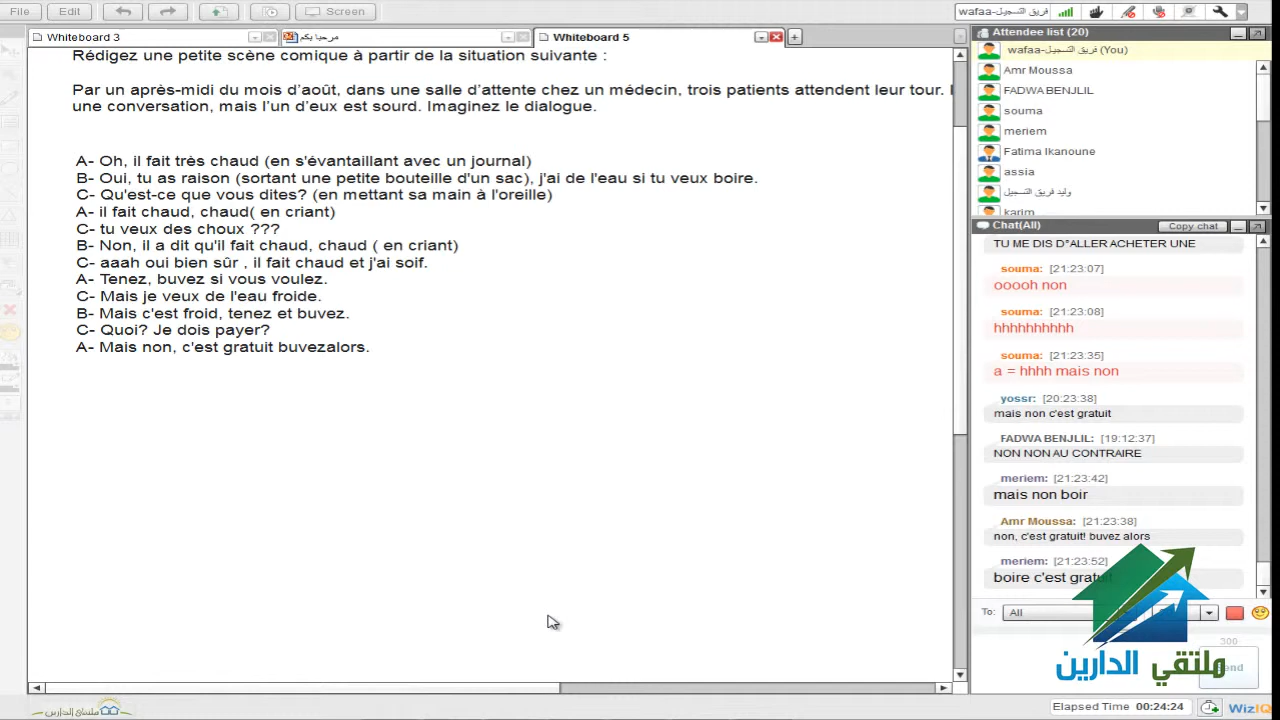 File
Edit
Screen
wafaa-فريق التسجيل
Whiteboard 3
مرحبا بكم
Whiteboard 5
Rédigez une petite scène comique à partir de la situation suivante :
Par un après-midi du mois d'août, dans une salle d'attente chez un médecin, trois patients attendent leur tour.
une conversation, mais l'un d'eux est sourd. Imaginez le dialogue.
A- Oh, il fait très chaud (en s'évantaillant avec un journal)
B- Oui, tu as raison (sortant une petite bouteille d'un sac), j'ai de l'eau si tu veux boire.
C- Qu'est-ce que vous dites? (en mettant sa main à l'oreille)
A- il fait chaud, chaud( en criant)
C- tu veux des choux ???
B- Non, il a dit qu'il fait chaud, chaud ( en criant)
C- aaah oui bien sûr , il fait chaud et j'ai soif.
A- Tenez, buvez si vous voulez.
C- Mais je veux de l'eau froide.
B- Mais c'est froid, tenez et buvez.
C- Quoi? Je dois payer?
A- Mais non, c'est gratuit buvezalors.
Attendee list (20)
wafaa-فريق التسجيل (You)
Amr Moussa
FADWA BENJLIL
souma
meriem
Fatima Ikanoune
assia
وليد فريق التسجيل
karim
Chat(All)
Copy chat
TU ME DIS D°ALLER ACHETER UNE
souma: [21:23:07]
ooooh non
souma: [21:23:08]
hhhhhhhhhh
souma: [21:23:35]
a = hhhh mais non
yossr: [20:23:38]
mais non c'est gratuit
FADWA BENJLIL: [19:12:37]
NON NON AU CONTRAIRE
meriem: [21:23:42]
mais non boir
Amr Moussa: [21:23:38]
non, c'est gratuit! buvez alors
meriem: [21:23:52]
boire c'est gratuit
To:
All
300
ملتقي الدارين
ملتقى الدارين
Elapsed Time 00:24:24
WizIQ